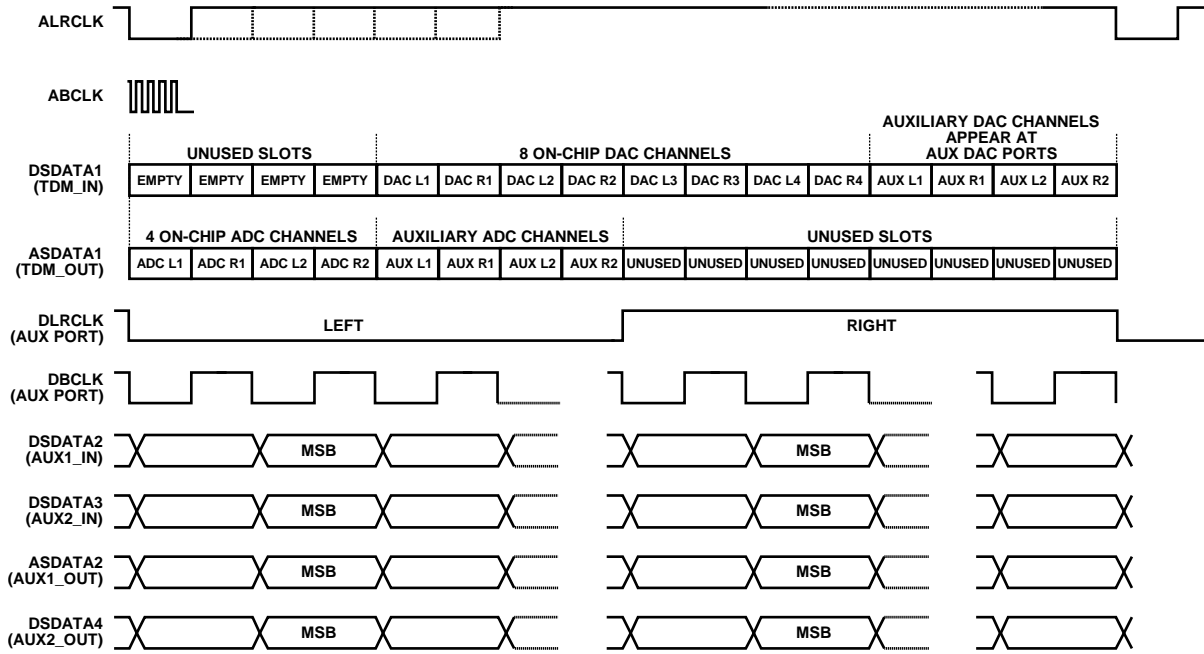 ALRCLK
ABCLK
AUXILIARY DAC CHANNELS
APPEAR AT
AUX DAC PORTS
UNUSED SLOTS
8 ON-CHIP DAC CHANNELS
DSDATA1
(TDM_IN)
EMPTY EMPTY EMPTY EMPTY DAC L1 DAC R1 DAC L2 DAC R2 DAC L3 DAC R3 DAC L4 DAC R4 AUX L1 AUX R1 AUX L2 AUX R2
4 ON-CHIP ADC CHANNELS
AUXILIARY ADC CHANNELS
UNUSED SLOTS
ASDATA1
(TDM_OUT)
ADC L1 ADC R1 ADC L2 ADC R2 AUX L1 AUX R1 AUX L2 AUX R2 UNUSED UNUSED UNUSED UNUSED UNUSED UNUSED UNUSED UNUSED
DLRCLK
(AUX PORT)
LEFT
RIGHT
DBCLK
(AUX PORT)
DSDATA2
(AUX1_IN)
MSB
MSB
DSDATA3
(AUX2_IN)
MSB
MSB
ASDATA2
(AUX1_OUT)
MSB
MSB
DSDATA4
(AUX2_OUT)
MSB
MSB